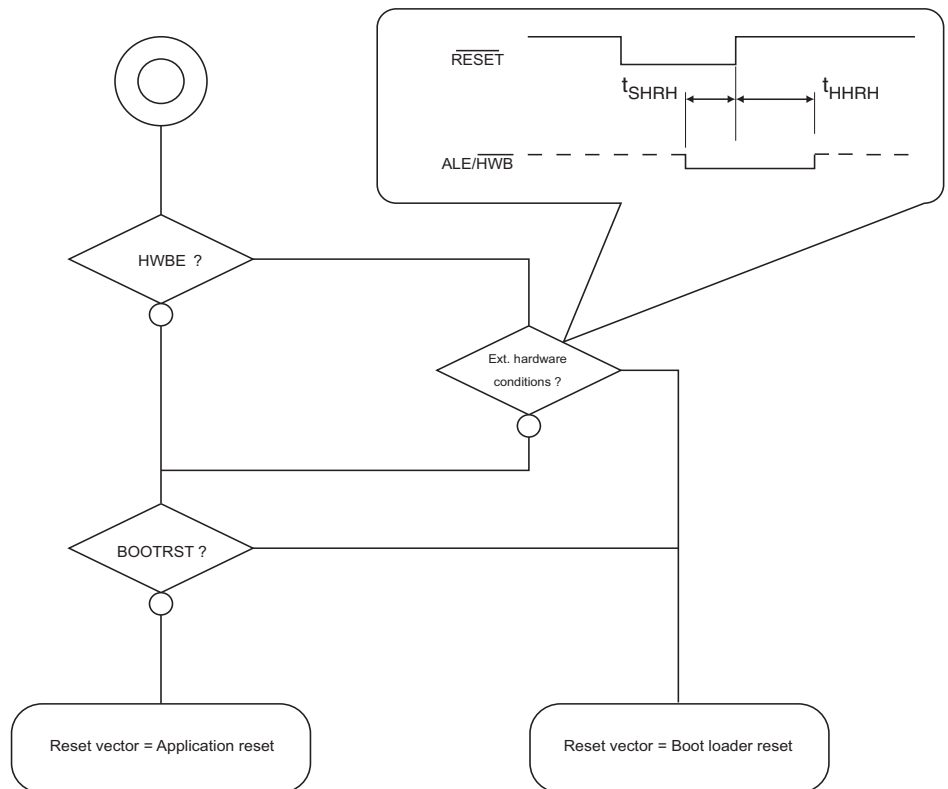 RESET
tSHRH
tHHRH
ALE/HWB
HWBE ?
Ext. hardware
conditions ?
BOOTRST ?
Reset vector = Application reset
Reset vector = Boot loader reset